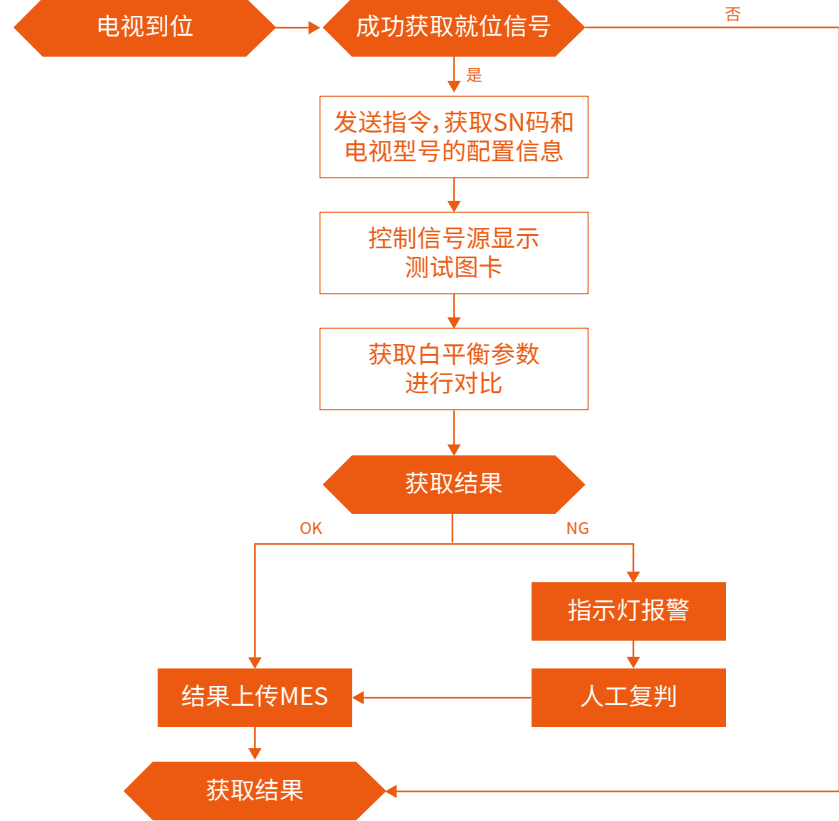 电视到位
成功获取就位信号
否
是
发送指令，获取SN码和
电视型号的配置信息
控制信号源显示
测试图卡
获取白平衡参数
进行对比
获取结果
OK
NG
指示灯报警
结果上传MES
人工复判
获取结果